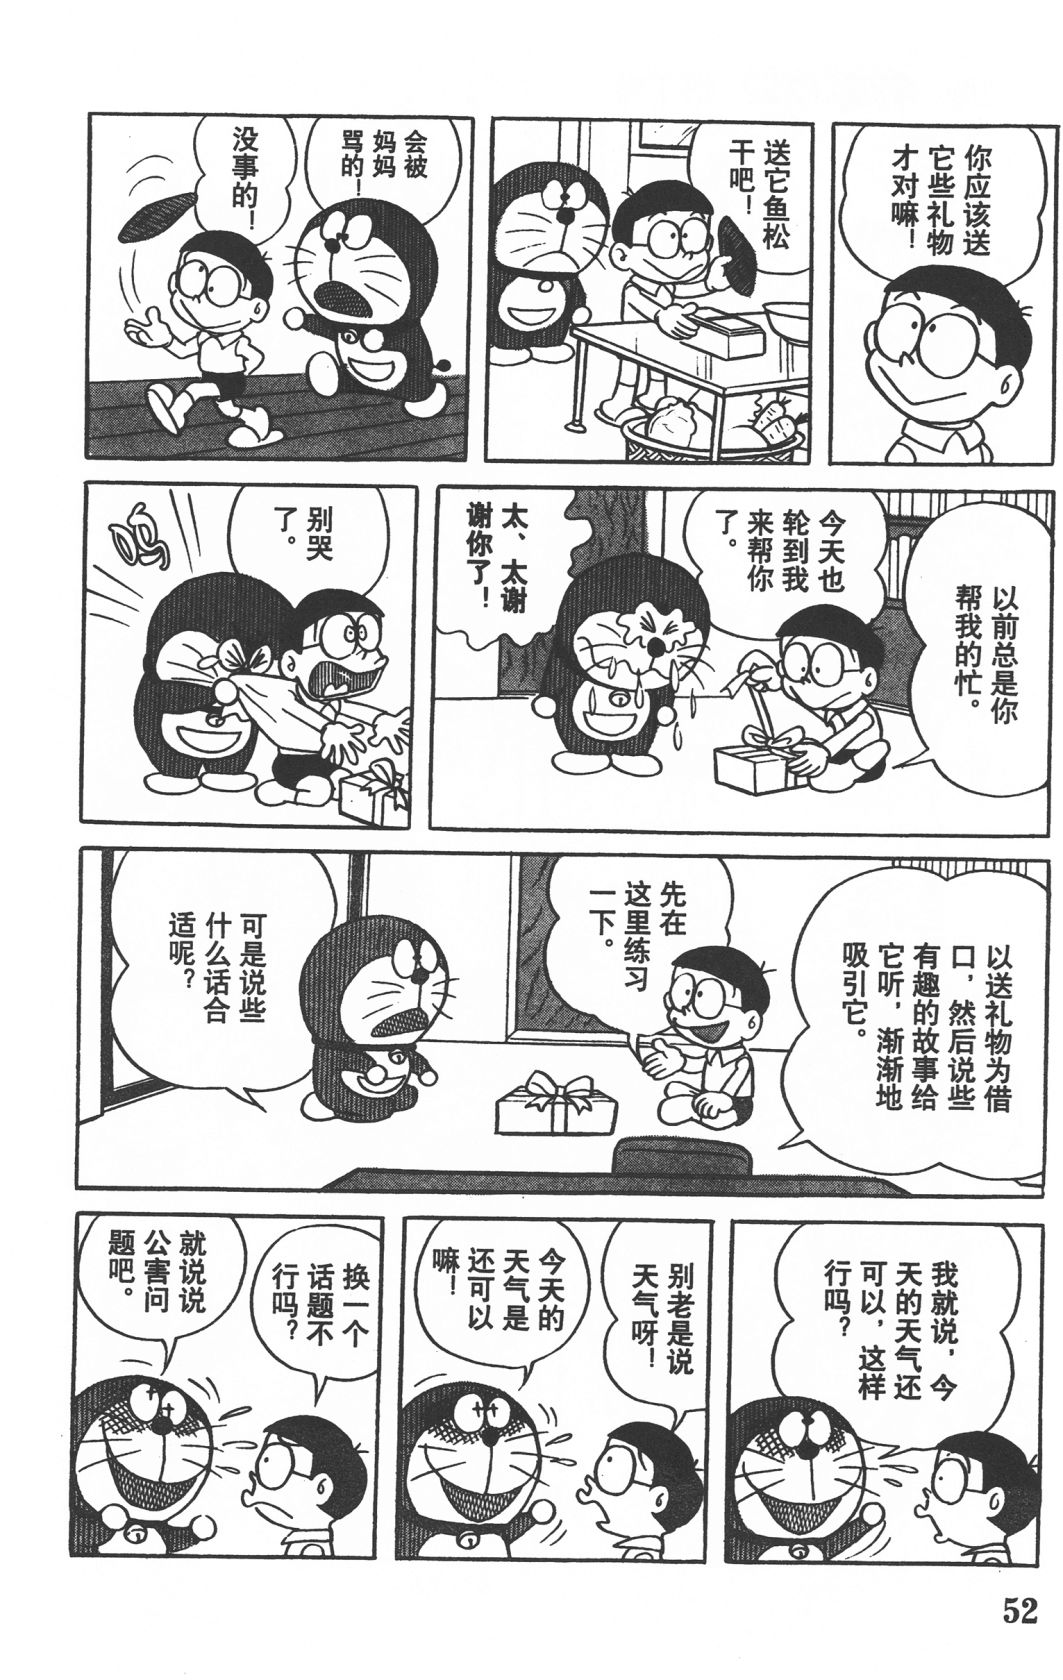 你应该送
它些礼物
才对嘛！
送它鱼松
干吧！
会被
妈妈
骂的！
没事的！
以前总是你
帮我的忙。
今天也
轮到我
来帮你
了。
太、太谢
谢你了！
别哭
了。
呜
以送礼物为借
口，然后说些
有趣的故事给
它听，渐渐地
吸引它。
先在
这里练习
一下。
可是说些
什么话合
适呢？
我就说，今
天的天气还
可以，这样
行吗？
别老是说
天气呀！
今天的
天气是
还可以
嘛！
换一个
话题不
行吗？
就说说
公害问
题吧。
52